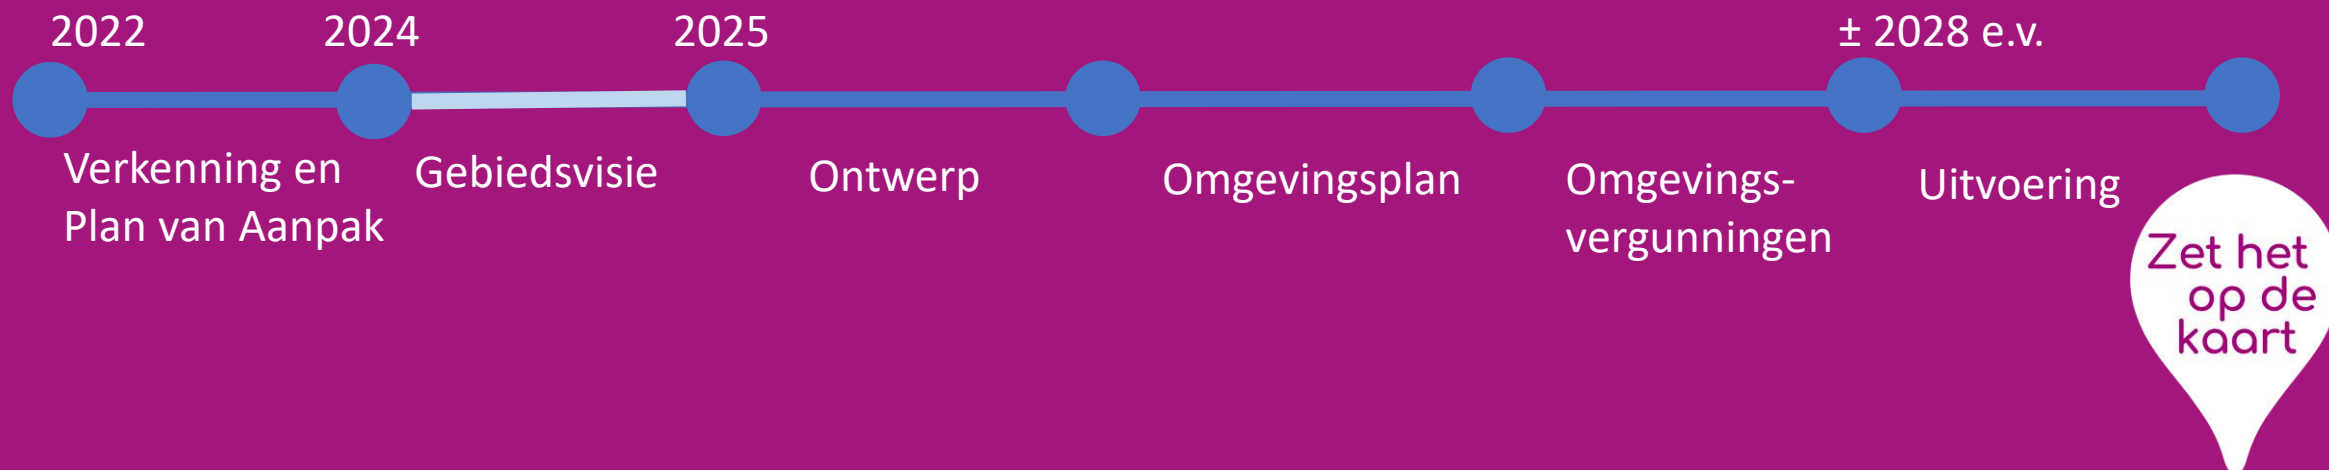 2022
2024
2025
± 2028 e.v.
Verkenning en
Plan van Aanpak
Gebiedsvisie
Ontwerp
Omgevingsplan
Omgevings-
vergunningen
Uitvoering
Zet het
op de
kaart